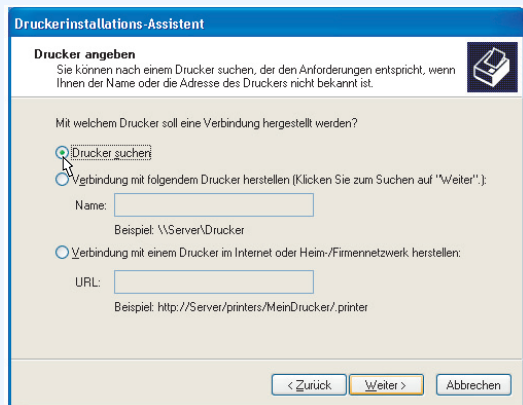 Druckerinstallations-Assistent
Drucker angeben
Sie können nach einem Drucker suchen, der den Anforderungen entspricht, wenn
Ihnen der Name oder die Adresse des Druckers nicht bekannt ist.
Mit welchem Drucker soll eine Verbindung hergestellt werden?
Drucker suchen
Verbindung mit folgendem Drucker herstellen (Klicken Sie zum Suchen auf "Weiter".):
Name:
Beispiel: \\Server\Drucker
Verbindung mit einem Drucker im Internet oder Heim-/Firmennetzwerk herstellen:
URL:
Beispiel: http://Server/printers/MeinDrucker/.printer
< Zurück Weiter > Abbrechen